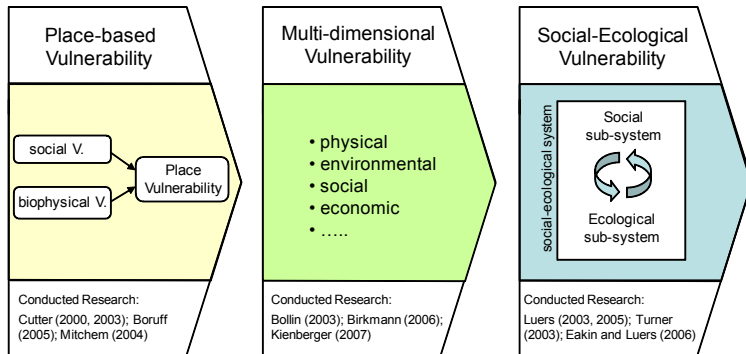 Place-based
Vulnerability
social V.
biophysical V.
Place
Vulnerability
Conducted Research:
Cutter (2000, 2003); Boruff
(2005); Mitchem (2004)
Multi-dimensional
Vulnerability
• physical
• environmental
• social
• economic
• …..
Conducted Research:
Bollin (2003); Birkmann (2006);
Kienberger (2007)
Social-Ecological
Vulnerability
social-ecological system
Social
sub-system
Ecological
sub-system
Conducted Research:
Luers (2003, 2005); Turner
(2003); Eakin and Luers (2006)